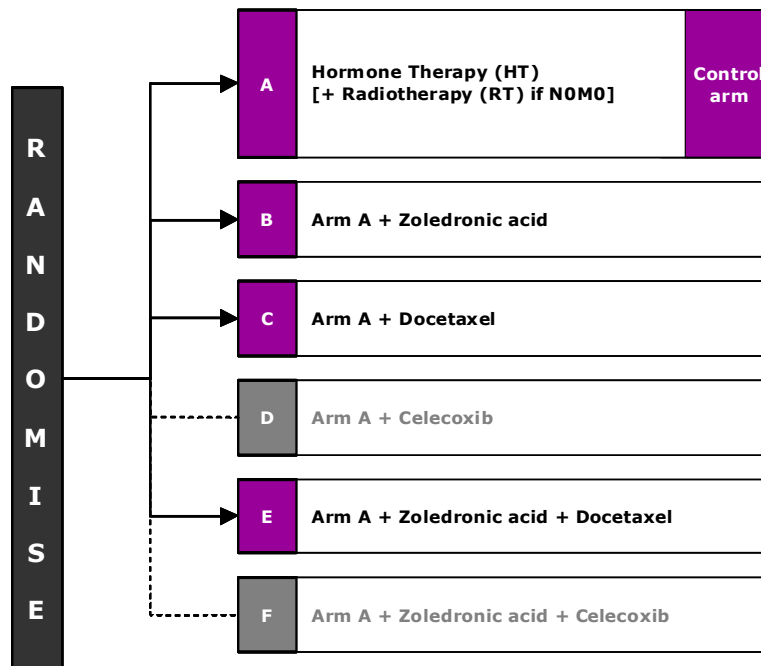 RANDOMISE
A
Hormone Therapy (HT)
[+ Radiotherapy (RT) if N0M0]
Control
arm
B
Arm A + Zoledronic acid
C
Arm A + Docetaxel
D
Arm A + Celecoxib
E
Arm A + Zoledronic acid + Docetaxel
F
Arm A + Zoledronic acid + Celecoxib